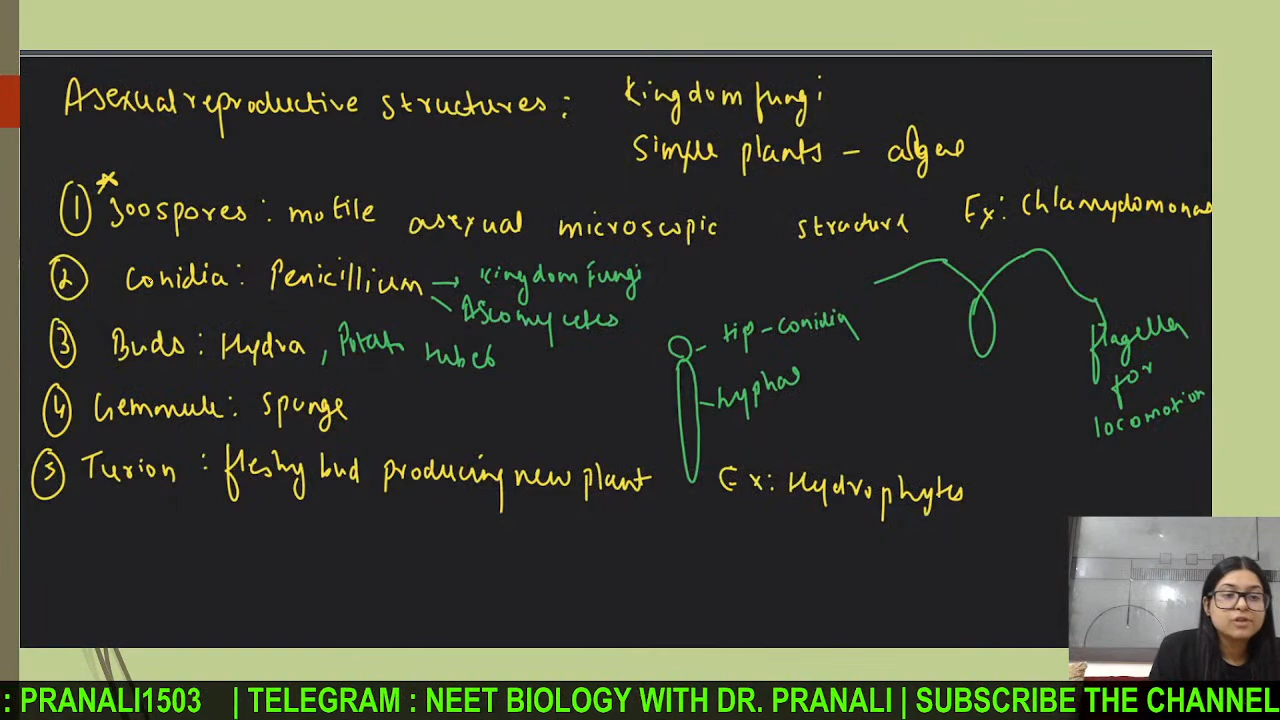 Asexual reproductive structures : Kingdom fungi
Simple plants - algae
① Zoospores : motile asexual microscopic structure Ex: Chlamydomonas
② Conidia : Penicillium → Kingdom Fungi
Ascomycetes
③ Buds : Hydra , Potato tuber
tip - conidia
hyphae
flagella
for
locomotion
④ Gemmule : sponge
⑤ Turion : fleshy bud producing new plant Ex: Hydrophytes
: PRANALI1503 | TELEGRAM : NEET BIOLOGY WITH DR. PRANALI | SUBSCRIBE THE CHANNEL